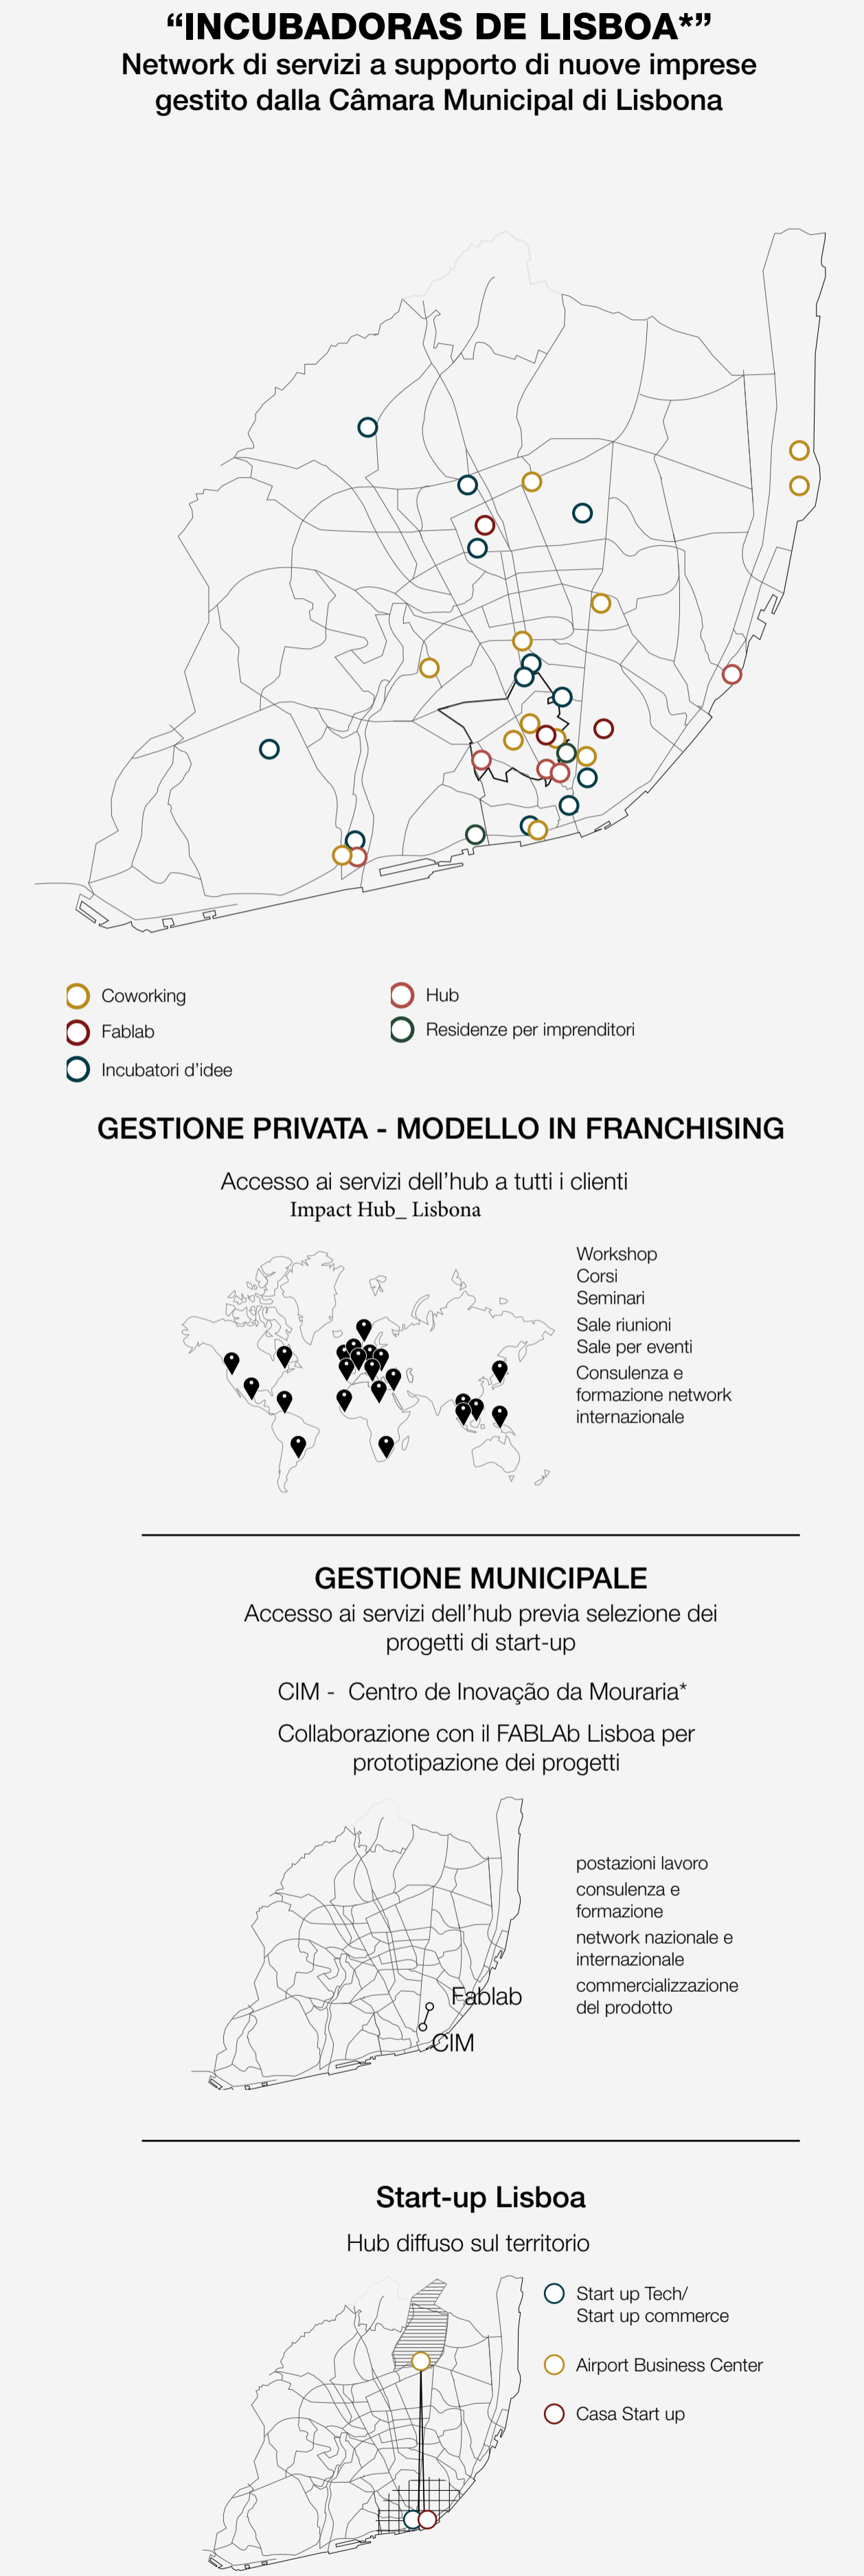 “INCUBADORAS DE LISBOA*”
Network di servizi a supporto di nuove imprese
gestito dalla Câmara Municipal di Lisbona
Coworking
Fablab
Incubatori d’idee
Hub
Residenze per imprenditori
GESTIONE PRIVATA - MODELLO IN FRANCHISING
Accesso ai servizi dell’hub a tutti i clienti
Impact Hub_ Lisbona
Workshop
Corsi
Seminari
Sale riunioni
Sale per eventi
Consulenza e
formazione network
internazionale
GESTIONE MUNICIPALE
Accesso ai servizi dell’hub previa selezione dei
progetti di start-up
CIM -  Centro de Inovação da Mouraria*
Collaborazione con il FABLAb Lisboa per
prototipazione dei progetti
postazioni lavoro
consulenza e
formazione
network nazionale e
internazionale
commercializzazione
del prodotto
Fablab
CIM
Start-up Lisboa
Hub diffuso sul territorio
Start up Tech/
Start up commerce
Airport Business Center
Casa Start up